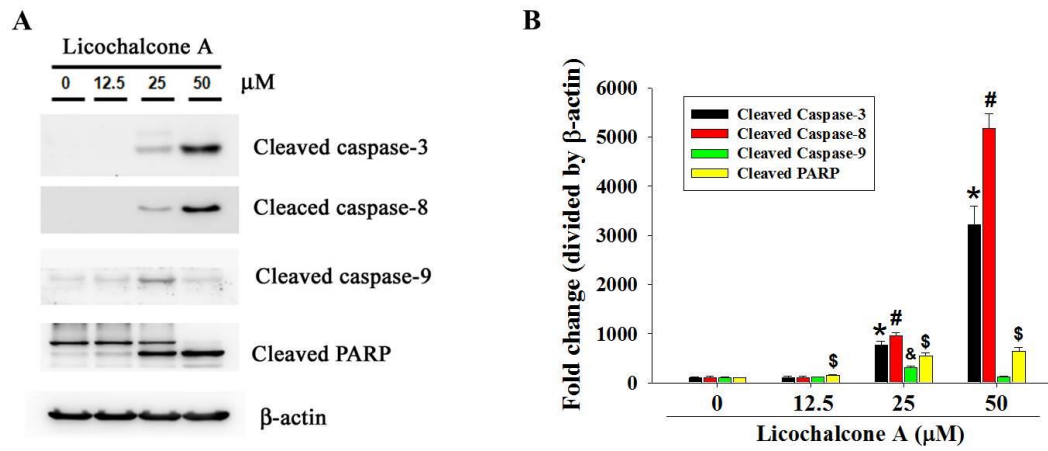 A
Licochalcone A
0 12.5 25 50 μM
Cleaved caspase-3
Cleaced caspase-8
Cleaved caspase-9
Cleaved PARP
β-actin
B
Fold change (divided by β-actin)
6000
5000
4000
3000
2000
1000
0
Cleaved Caspase-3
Cleaved Caspase-8
Cleaved Caspase-9
Cleaved PARP
$
* # & $
* # $
0 12.5 25 50
Licochalcone A (μM)